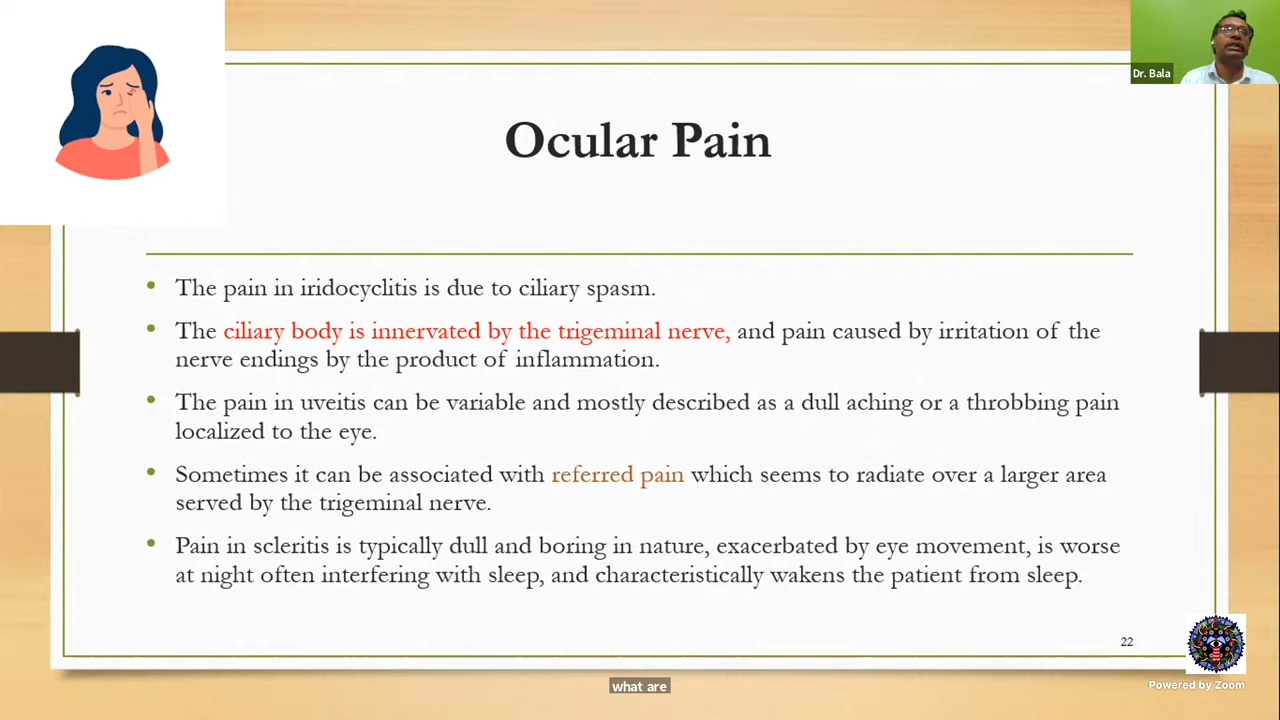 Dr. Bala
Ocular Pain
• The pain in iridocyclitis is due to ciliary spasm.
• The ciliary body is innervated by the trigeminal nerve, and pain caused by irritation of the
nerve endings by the product of inflammation.
• The pain in uveitis can be variable and mostly described as a dull aching or a throbbing pain
localized to the eye.
• Sometimes it can be associated with referred pain which seems to radiate over a larger area
served by the trigeminal nerve.
• Pain in scleritis is typically dull and boring in nature, exacerbated by eye movement, is worse
at night often interfering with sleep, and characteristically wakens the patient from sleep.
22
Powered by Zoom
what are